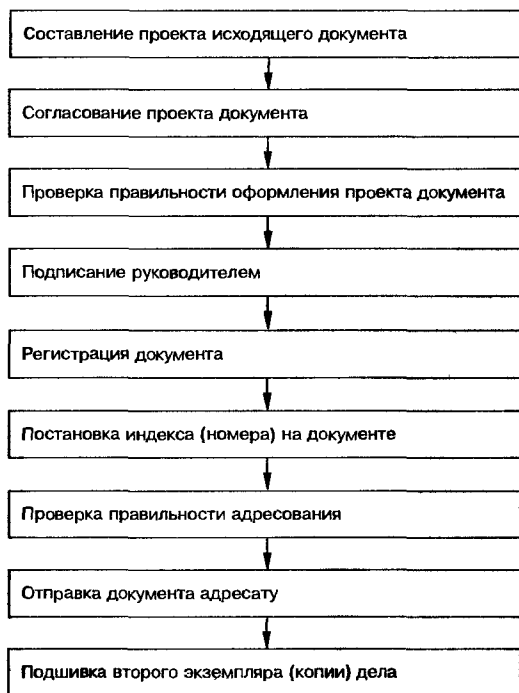 Составление проекта исходящего документа
Согласование проекта документа
Проверка правильности оформления проекта документа
Подписание руководителем
Регистрация документа
Постановка индекса (номера) на документе
Проверка правильности адресования
Отправка документа адресату
Подшивка второго экземпляра (копии) дела